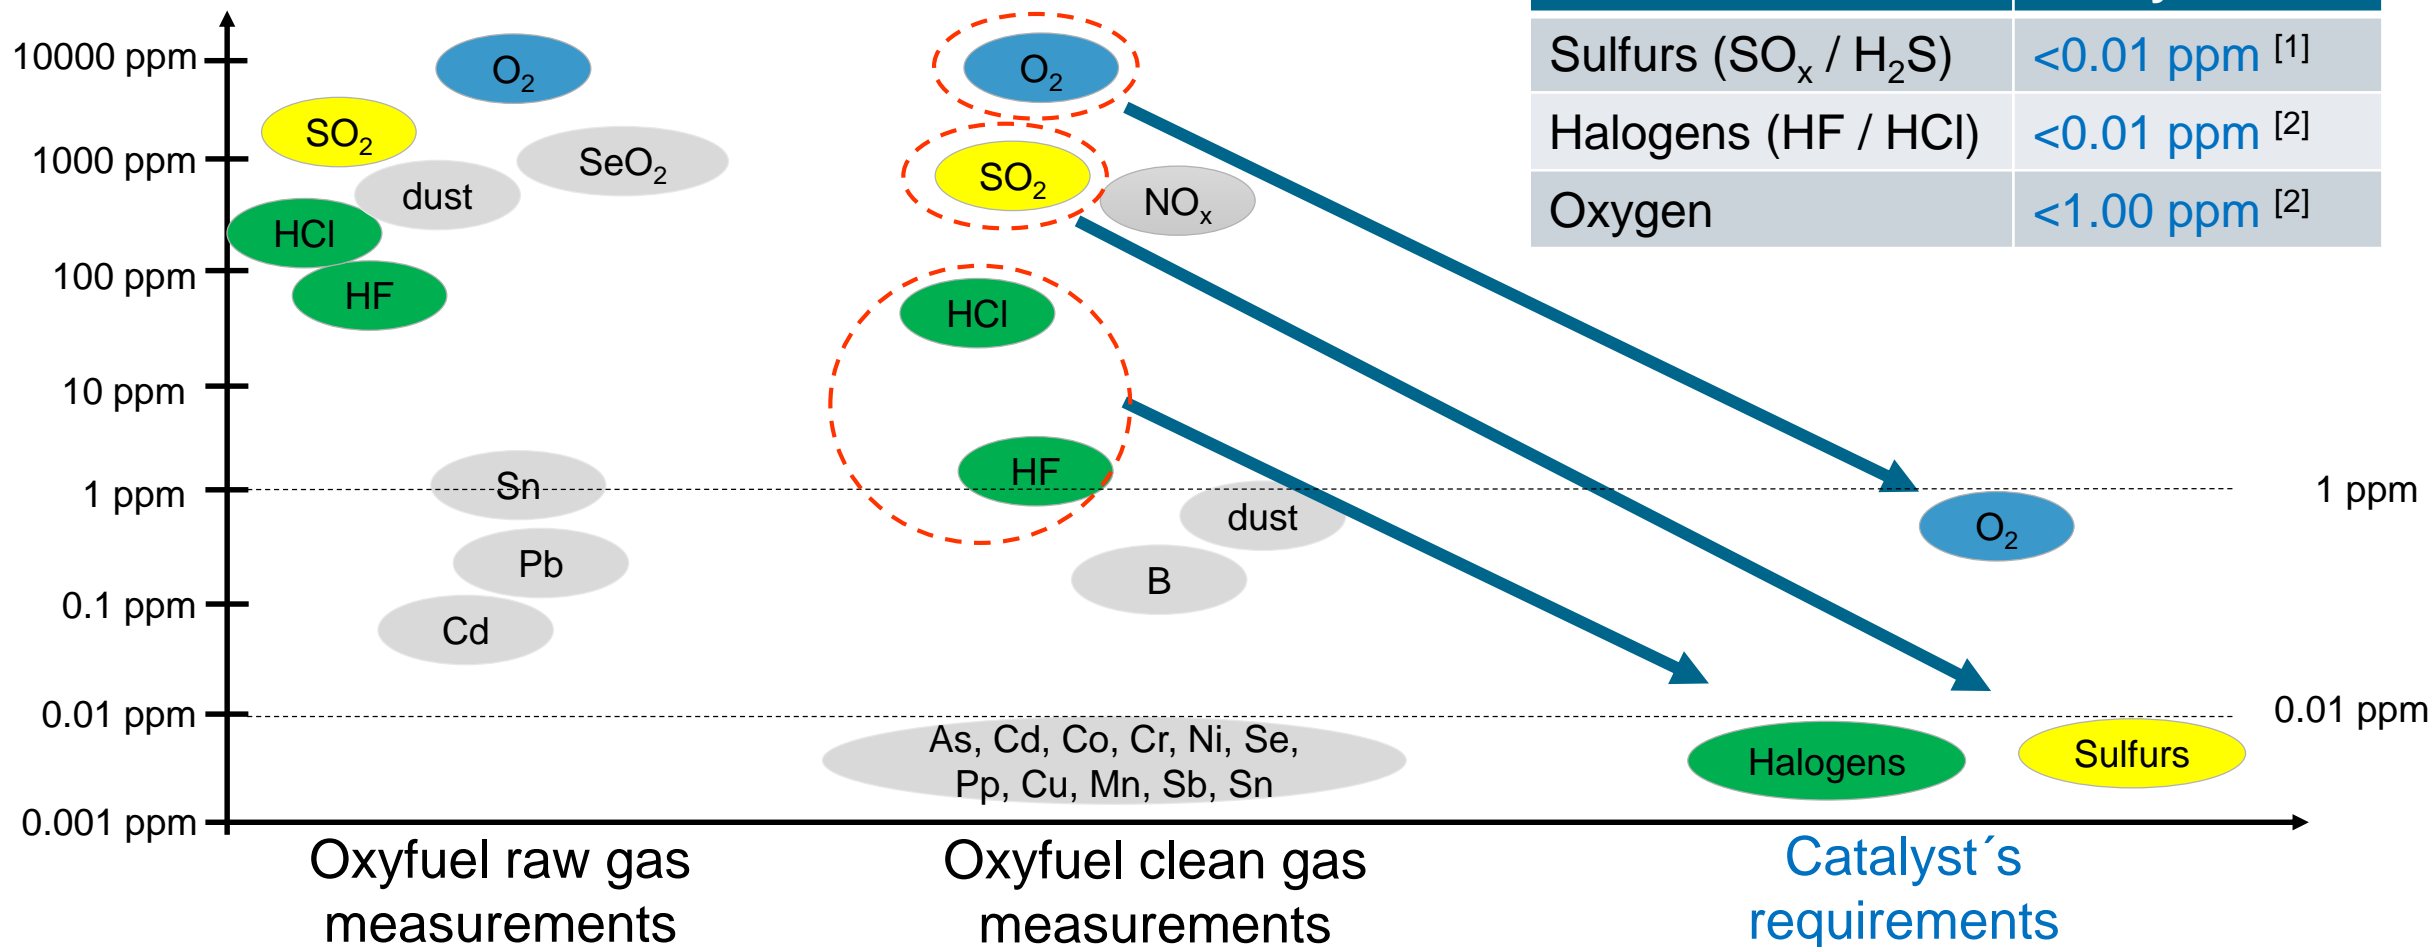 10000 ppm
1000 ppm
100 ppm
10 ppm
1 ppm
0.1 ppm
0.01 ppm
0.001 ppm
O₂
SO₂
SeO₂
dust
HCl
HF
Sn
Pb
Cd
Oxyfuel raw gas
measurements
O₂
SO₂
NOₓ
HCl
HF
dust
B
As, Cd, Co, Cr, Ni, Se,
Pp, Cu, Mn, Sb, Sn
Oxyfuel clean gas
measurements
Sulfurs (SOₓ / H₂S) <0.01 ppm [1]
Halogens (HF / HCl) <0.01 ppm [2]
Oxygen <1.00 ppm [2]
1 ppm
O₂
0.01 ppm
Halogens
Sulfurs
Catalyst´s
requirements